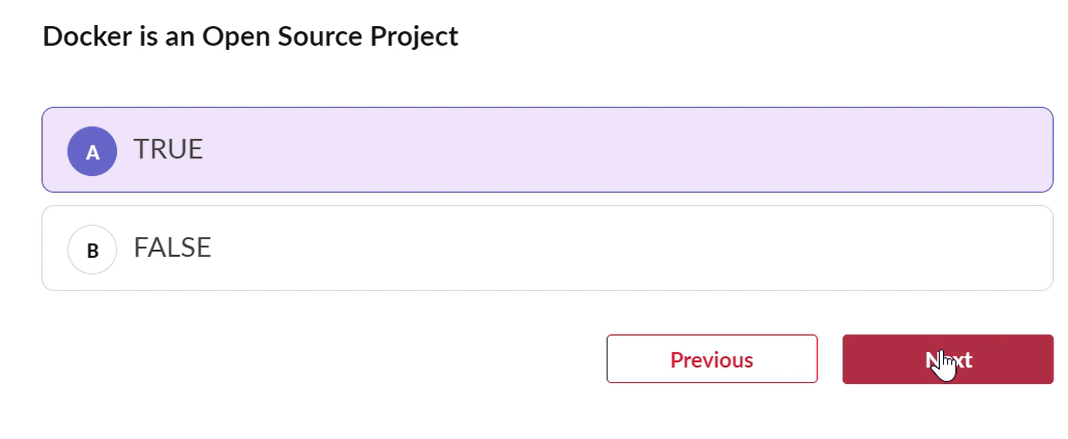 Docker is an Open Source Project
A TRUE
B FALSE
Previous Next